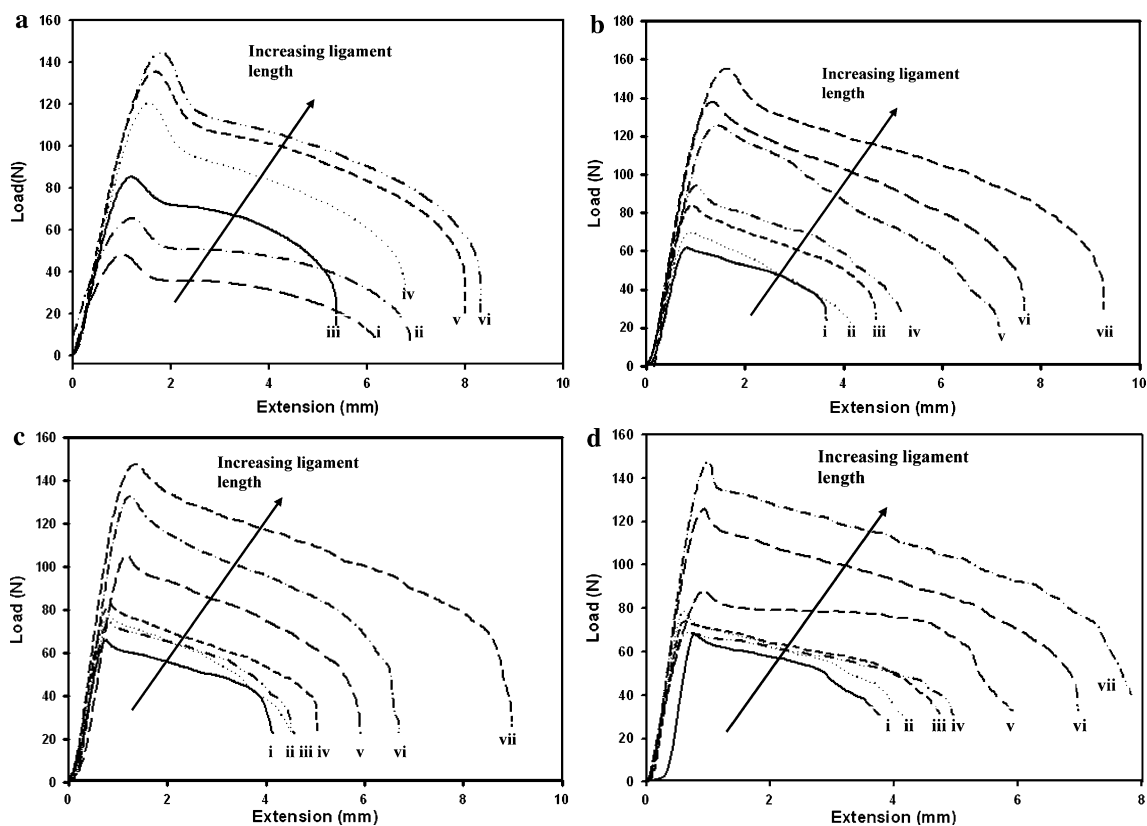 a
160
140
120
100
80
60
40
20
0
Load(N)
Increasing ligament
length
iii
i
ii
iv
v
vi
0
2
4
6
8
10
Extension (mm)
b
180
160
140
120
100
80
60
40
20
0
Load (N)
Increasing ligament
length
i
ii
iii
iv
v
vi
vii
0
2
4
6
8
10
Extension (mm)
c
160
140
120
100
80
60
40
20
0
Load (N)
Increasing ligament
length
i
ii
iii
iv
v
vi
vii
0
2
4
6
8
10
Extension (mm)
d
160
140
120
100
80
60
40
20
0
Load (N)
Increasing ligament
length
i
ii
iii
iv
v
vi
vii
0
2
4
6
8
Extension (mm)